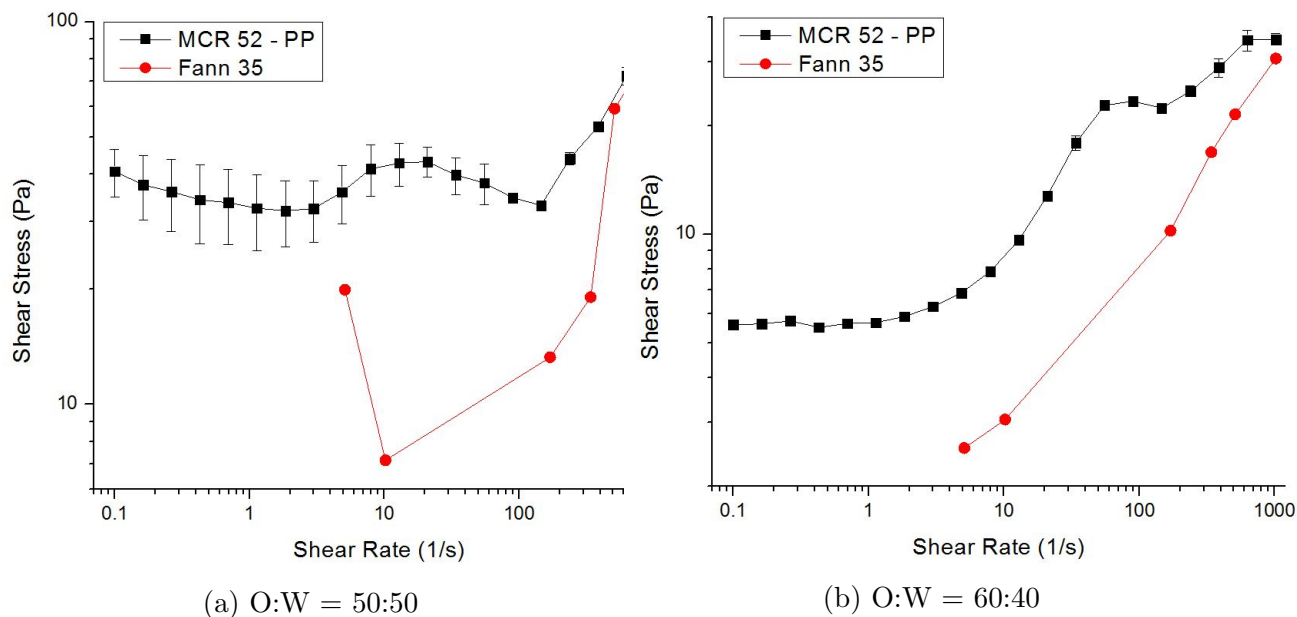 100
MCR 52 - PP
Fann 35
Shear Stress (Pa)
10
0.1 1 10 100
Shear Rate (1/s)
(a) O:W = 50:50
MCR 52 - PP
Fann 35
Shear Stress (Pa)
10
0.1 1 10 100 1000
Shear Rate (1/s)
(b) O:W = 60:40